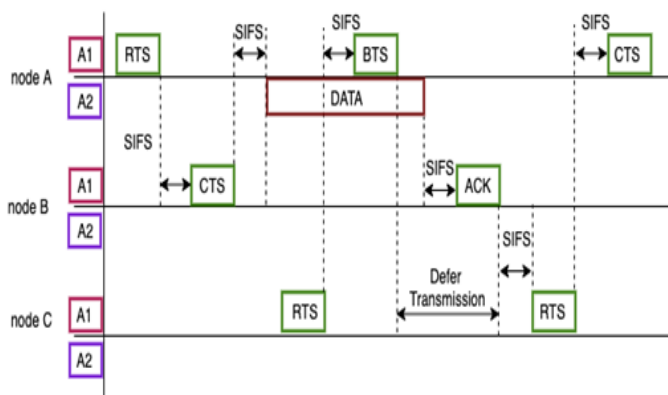 SIFS
SIFS
SIFS
A1
RTS
BTS
CTS
node A
A2
DATA
SIFS
SIFS
A1
CTS
ACK
node B
A2
SIFS
Defer
Transmission
A1
RTS
RTS
node C
A2